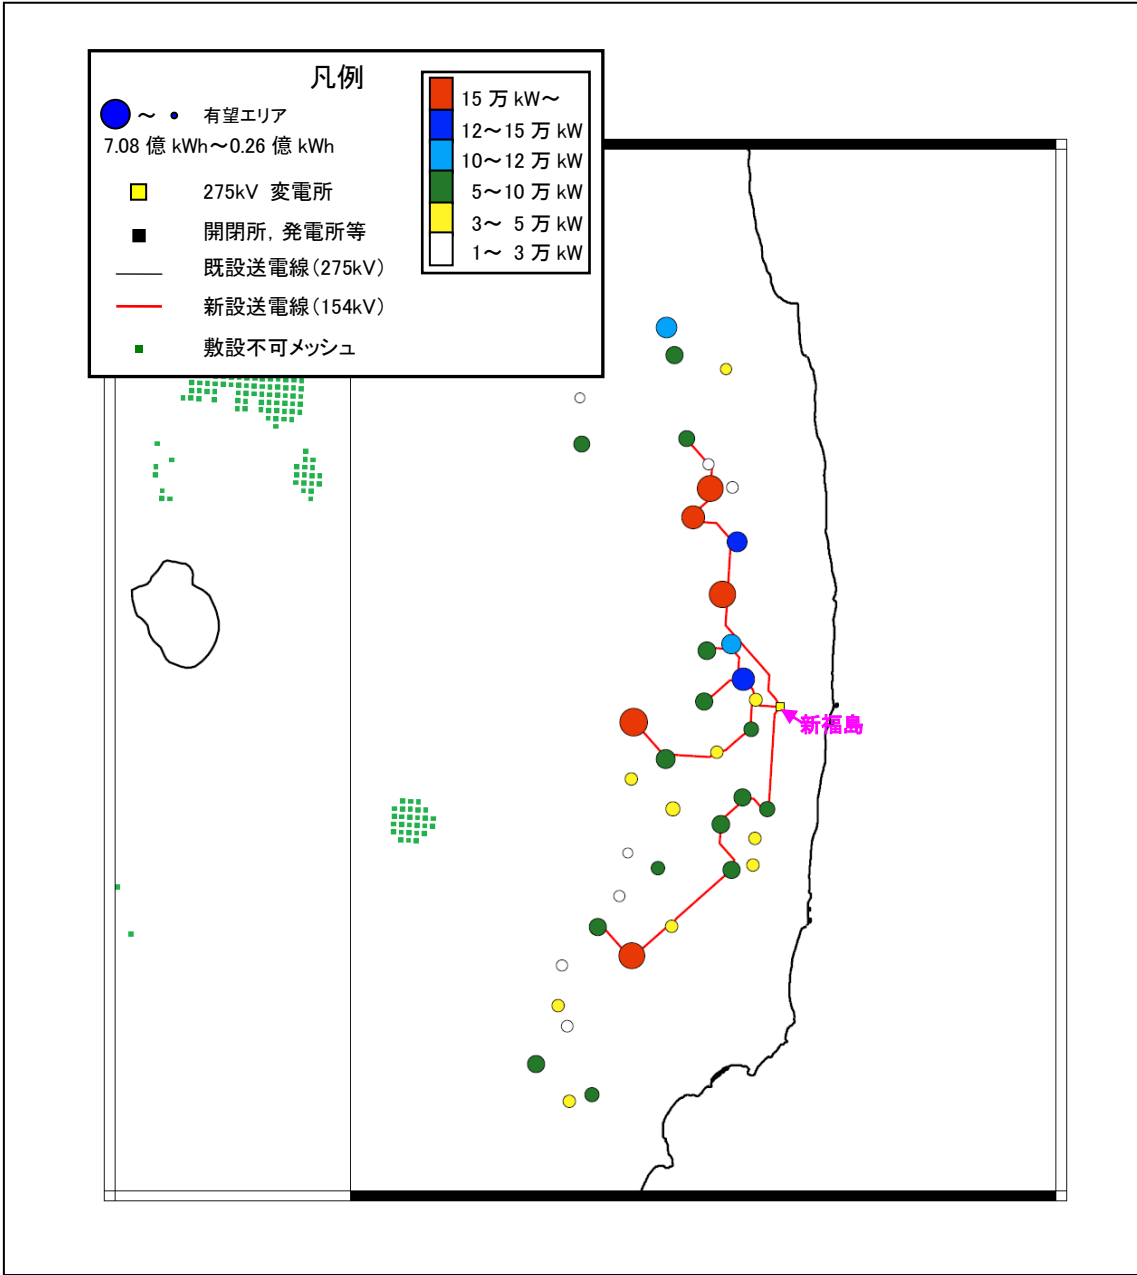 凡例
～ 有望エリア
7.08 億 kWh～0.26 億 kWh
275kV 変電所
開閉所, 発電所等
既設送電線(275kV)
新設送電線(154kV)
敷設不可メッシュ
15 万 kW～
12～15 万 kW
10～12 万 kW
5～10 万 kW
3～ 5 万 kW
1～ 3 万 kW
新福島